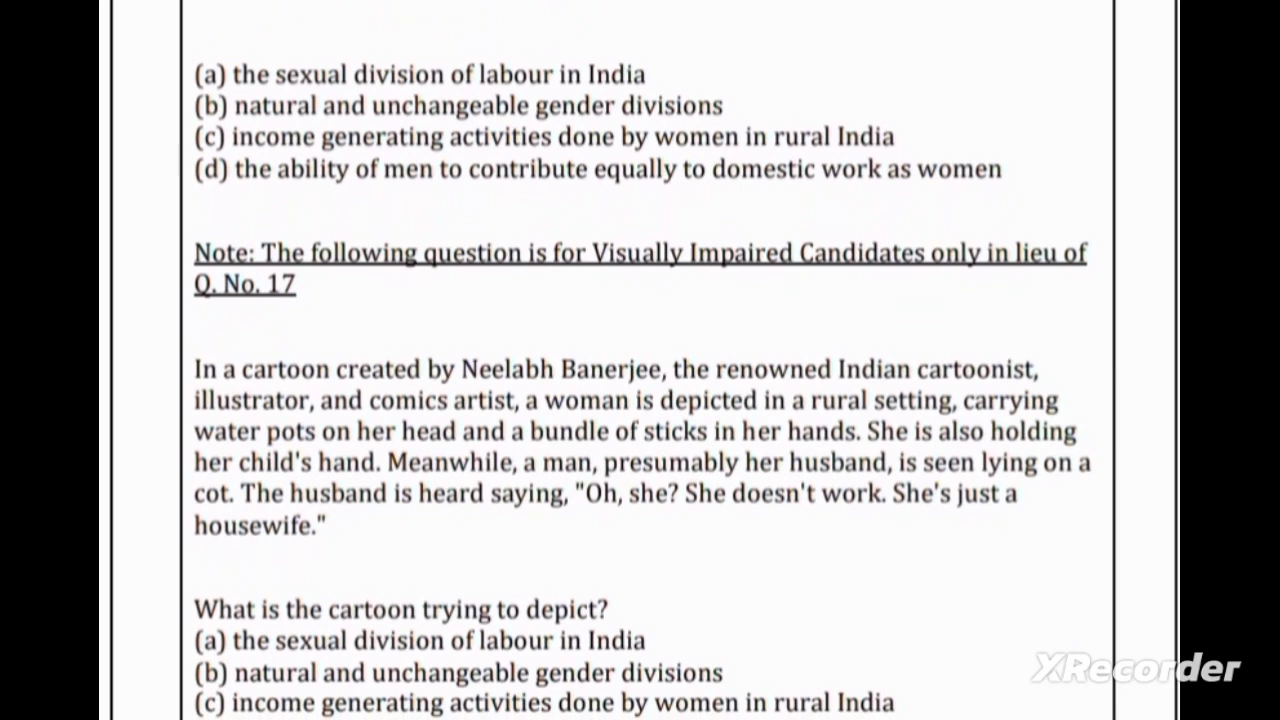 (a) the sexual division of labour in India
(b) natural and unchangeable gender divisions
(c) income generating activities done by women in rural India
(d) the ability of men to contribute equally to domestic work as women
Note: The following question is for Visually Impaired Candidates only in lieu of
Q. No. 17
In a cartoon created by Neelabh Banerjee, the renowned Indian cartoonist,
illustrator, and comics artist, a woman is depicted in a rural setting, carrying
water pots on her head and a bundle of sticks in her hands. She is also holding
her child's hand. Meanwhile, a man, presumably her husband, is seen lying on a
cot. The husband is heard saying, "Oh, she? She doesn't work. She's just a
housewife."
What is the cartoon trying to depict?
(a) the sexual division of labour in India
(b) natural and unchangeable gender divisions
XRecorder
(c) income generating activities done by women in rural India